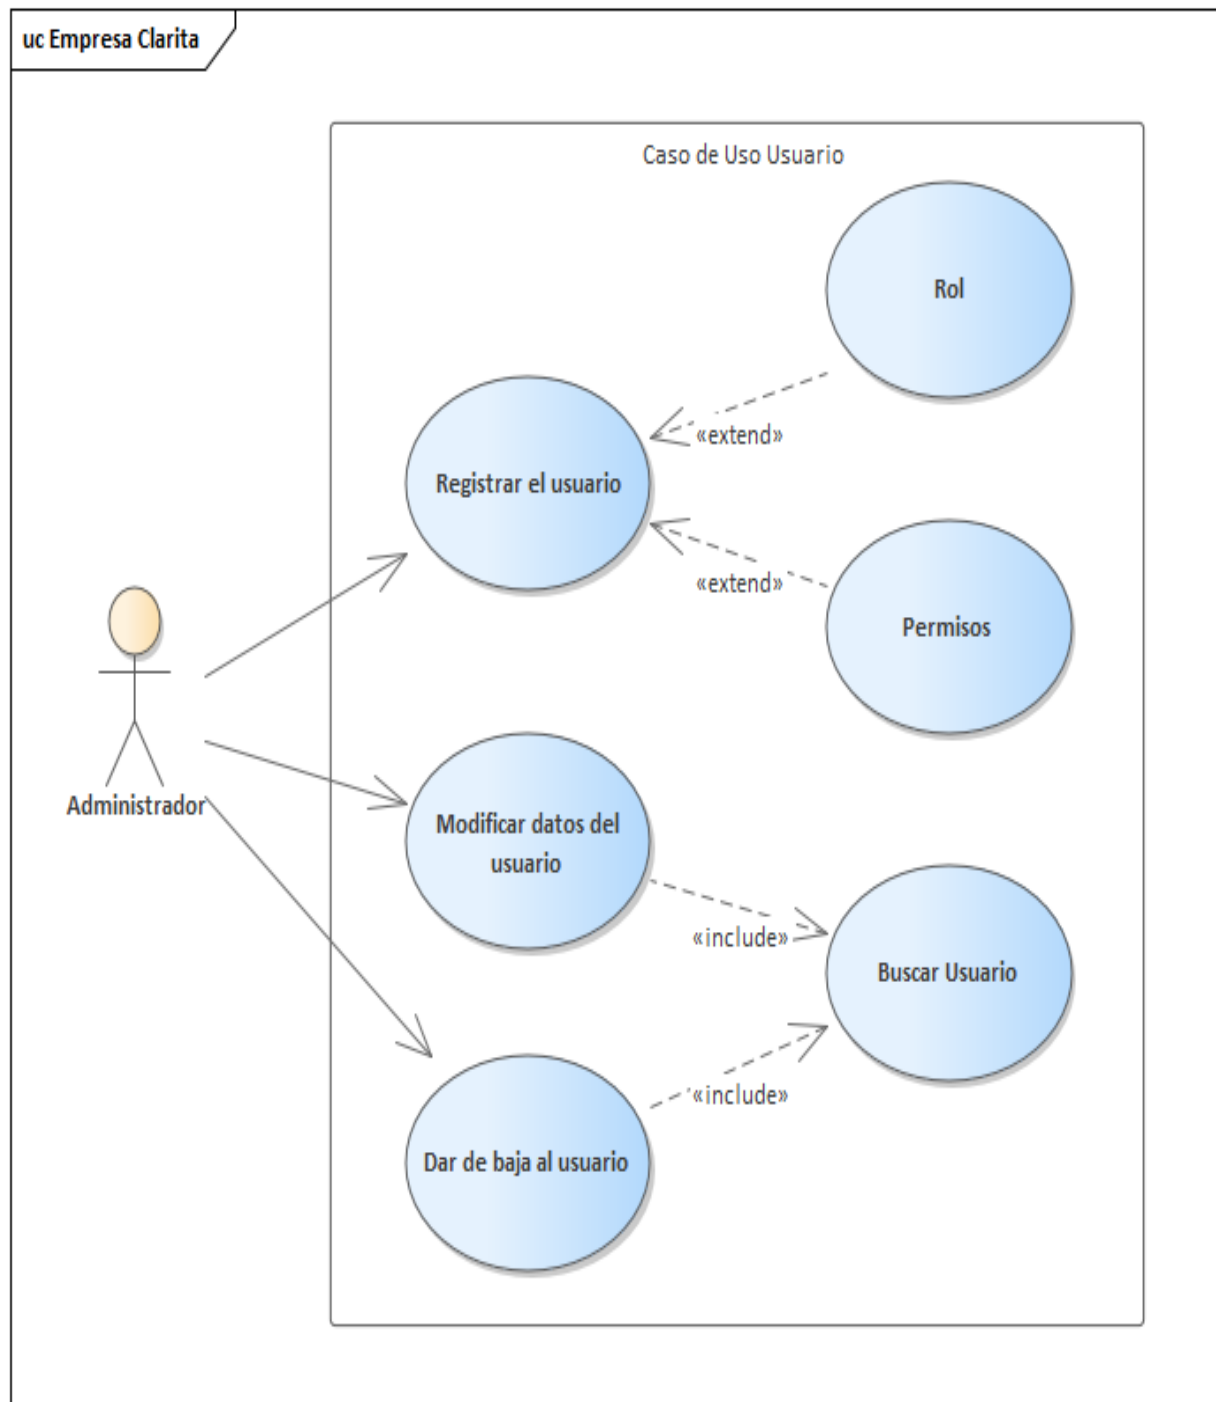 uc Empresa Clarita
Caso de Uso Usuario
Rol
«extend»
Registrar el usuario
«extend»
Permisos
Administrador
Modificar datos del
usuario
«include»
Buscar Usuario
«include»
Dar de baja al usuario